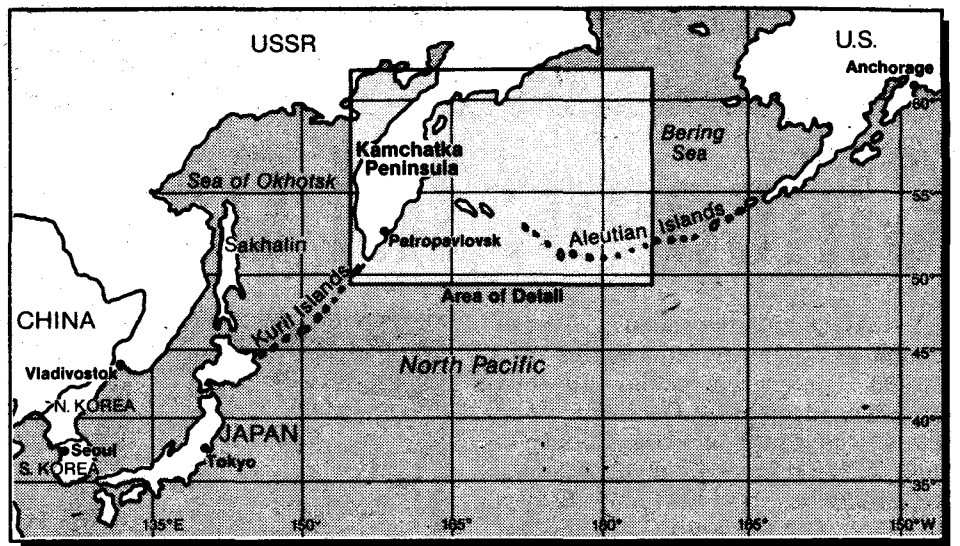 USSR
U.S.
Anchorage
60°
Bering
Sea
Kamchatka
Peninsula
Sea of Okhotsk
55°
Aleutian Islands
Sakhalin
Petropavlovsk
50°
Area of Detail
Kuril Islands
CHINA
45°
North Pacific
Vladivostok
N. KOREA
40°
JAPAN
Seoul
S. KOREA
Tokyo
35°
135°E
150°
165°
180°
165°
150°W